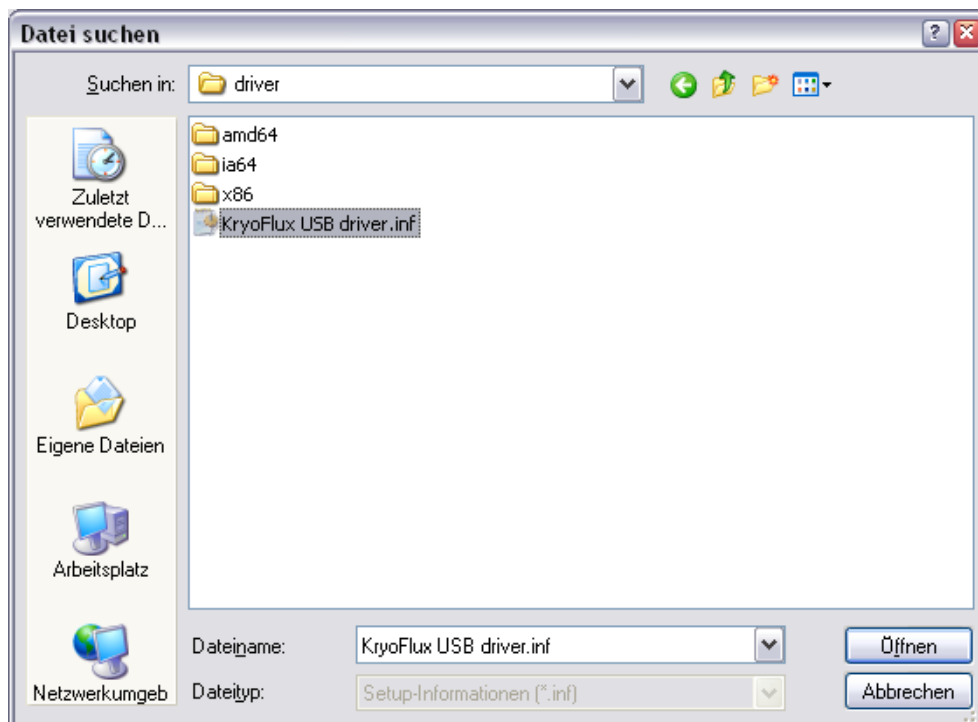 Datei suchen
Suchen in:
driver
Zuletzt
verwendete D...
Desktop
Eigene Dateien
Arbeitsplatz
Netzwerkumgeb
amd64
ia64
x86
KryoFlux USB driver.inf
Dateiname:
KryoFlux USB driver.inf
Öffnen
Dateityp:
Setup-Informationen (*.inf)
Abbrechen